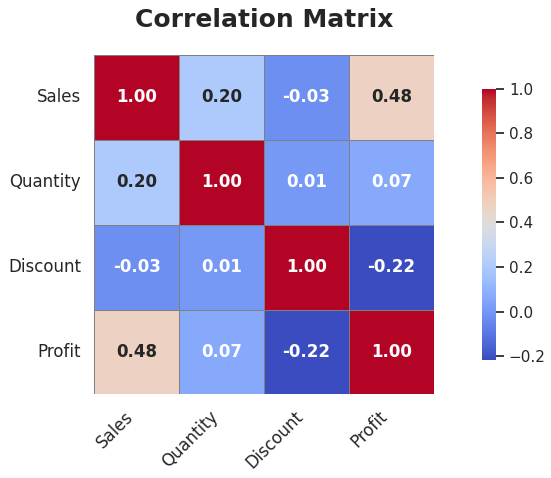 Correlation Matrix
Sales 1.00 0.20 -0.03 0.48
Quantity 0.20 1.00 0.01 0.07
Discount -0.03 0.01 1.00 -0.22
Profit 0.48 0.07 -0.22 1.00
Sales Quantity Discount Profit
1.0
0.8
0.6
0.4
0.2
0.0
−0.2